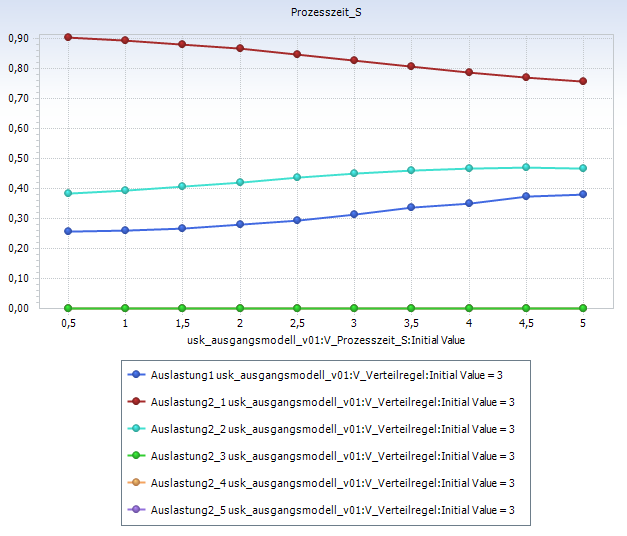 Prozesszeit_S
0,90
0,80
0,70
0,60
0,50
0,40
0,30
0,20
0,10
0,00
0,5 1 1,5 2 2,5 3 3,5 4 4,5 5
usk_ausgangsmodell_v01:V_Prozesszeit_S:Initial Value
Auslastung1 usk_ausgangsmodell_v01:V_Verteilregel:Initial Value = 3
Auslastung2_1 usk_ausgangsmodell_v01:V_Verteilregel:Initial Value = 3
Auslastung2_2 usk_ausgangsmodell_v01:V_Verteilregel:Initial Value = 3
Auslastung2_3 usk_ausgangsmodell_v01:V_Verteilregel:Initial Value = 3
Auslastung2_4 usk_ausgangsmodell_v01:V_Verteilregel:Initial Value = 3
Auslastung2_5 usk_ausgangsmodell_v01:V_Verteilregel:Initial Value = 3